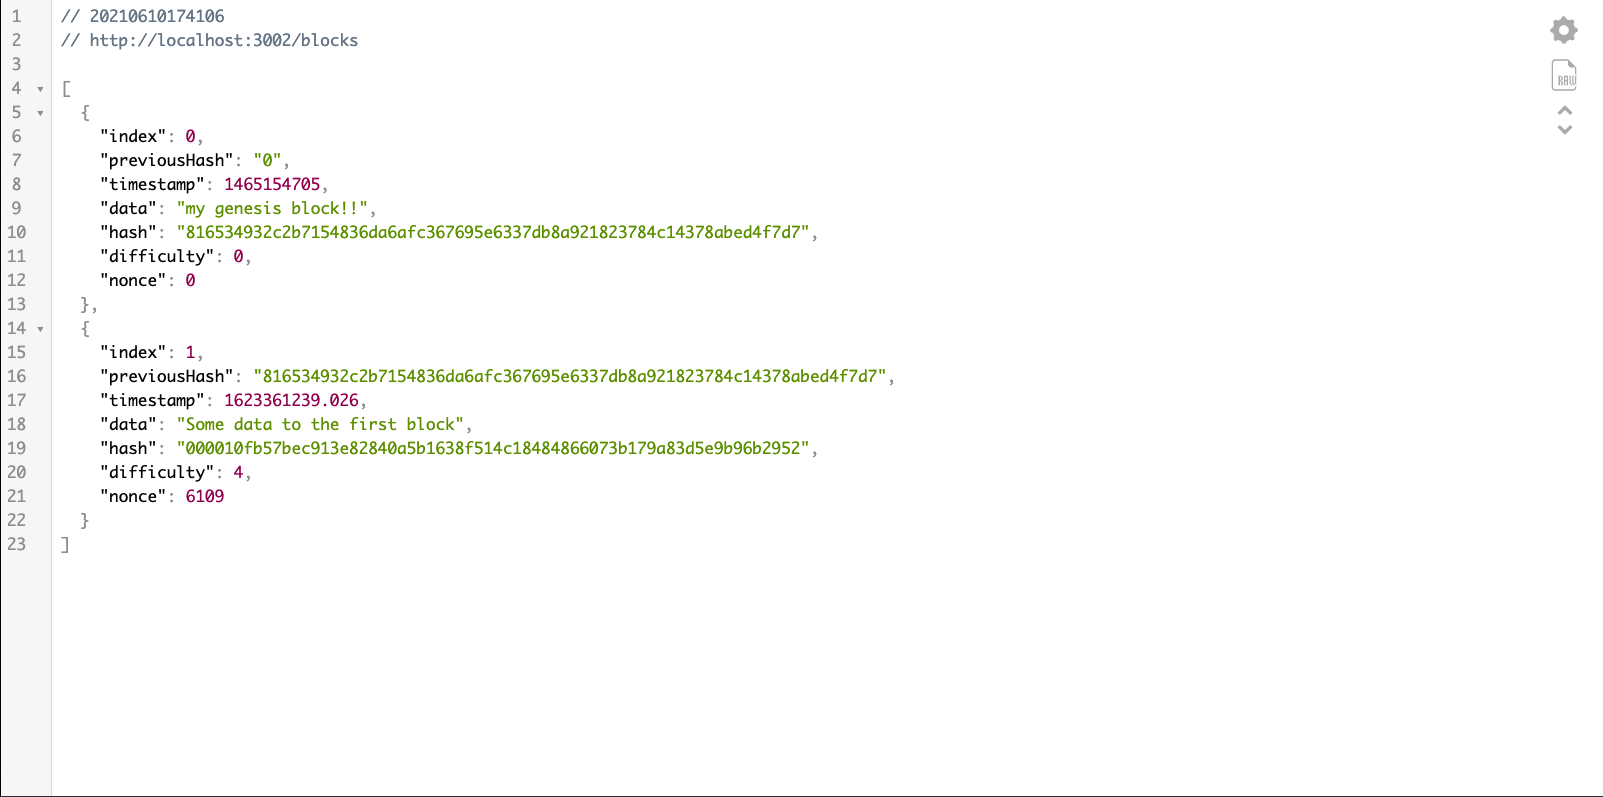 1 // 20210610174106
2 // http://localhost:3002/blocks
3
4 [
5 {
6 "index": 0,
7 "previousHash": "0",
8 "timestamp": 1465154705,
9 "data": "my genesis block!!",
10 "hash": "816534932c2b7154836da6afc367695e6337db8a921823784c14378abed4f7d7",
11 "difficulty": 0,
12 "nonce": 0
13 },
14 {
15 "index": 1,
16 "previousHash": "816534932c2b7154836da6afc367695e6337db8a921823784c14378abed4f7d7",
17 "timestamp": 1623361239.026,
18 "data": "Some data to the first block",
19 "hash": "000010fb57bec913e82840a5b1638f514c18484866073b179a83d5e9b96b2952",
20 "difficulty": 4,
21 "nonce": 6109
22 }
23 ]
RAW